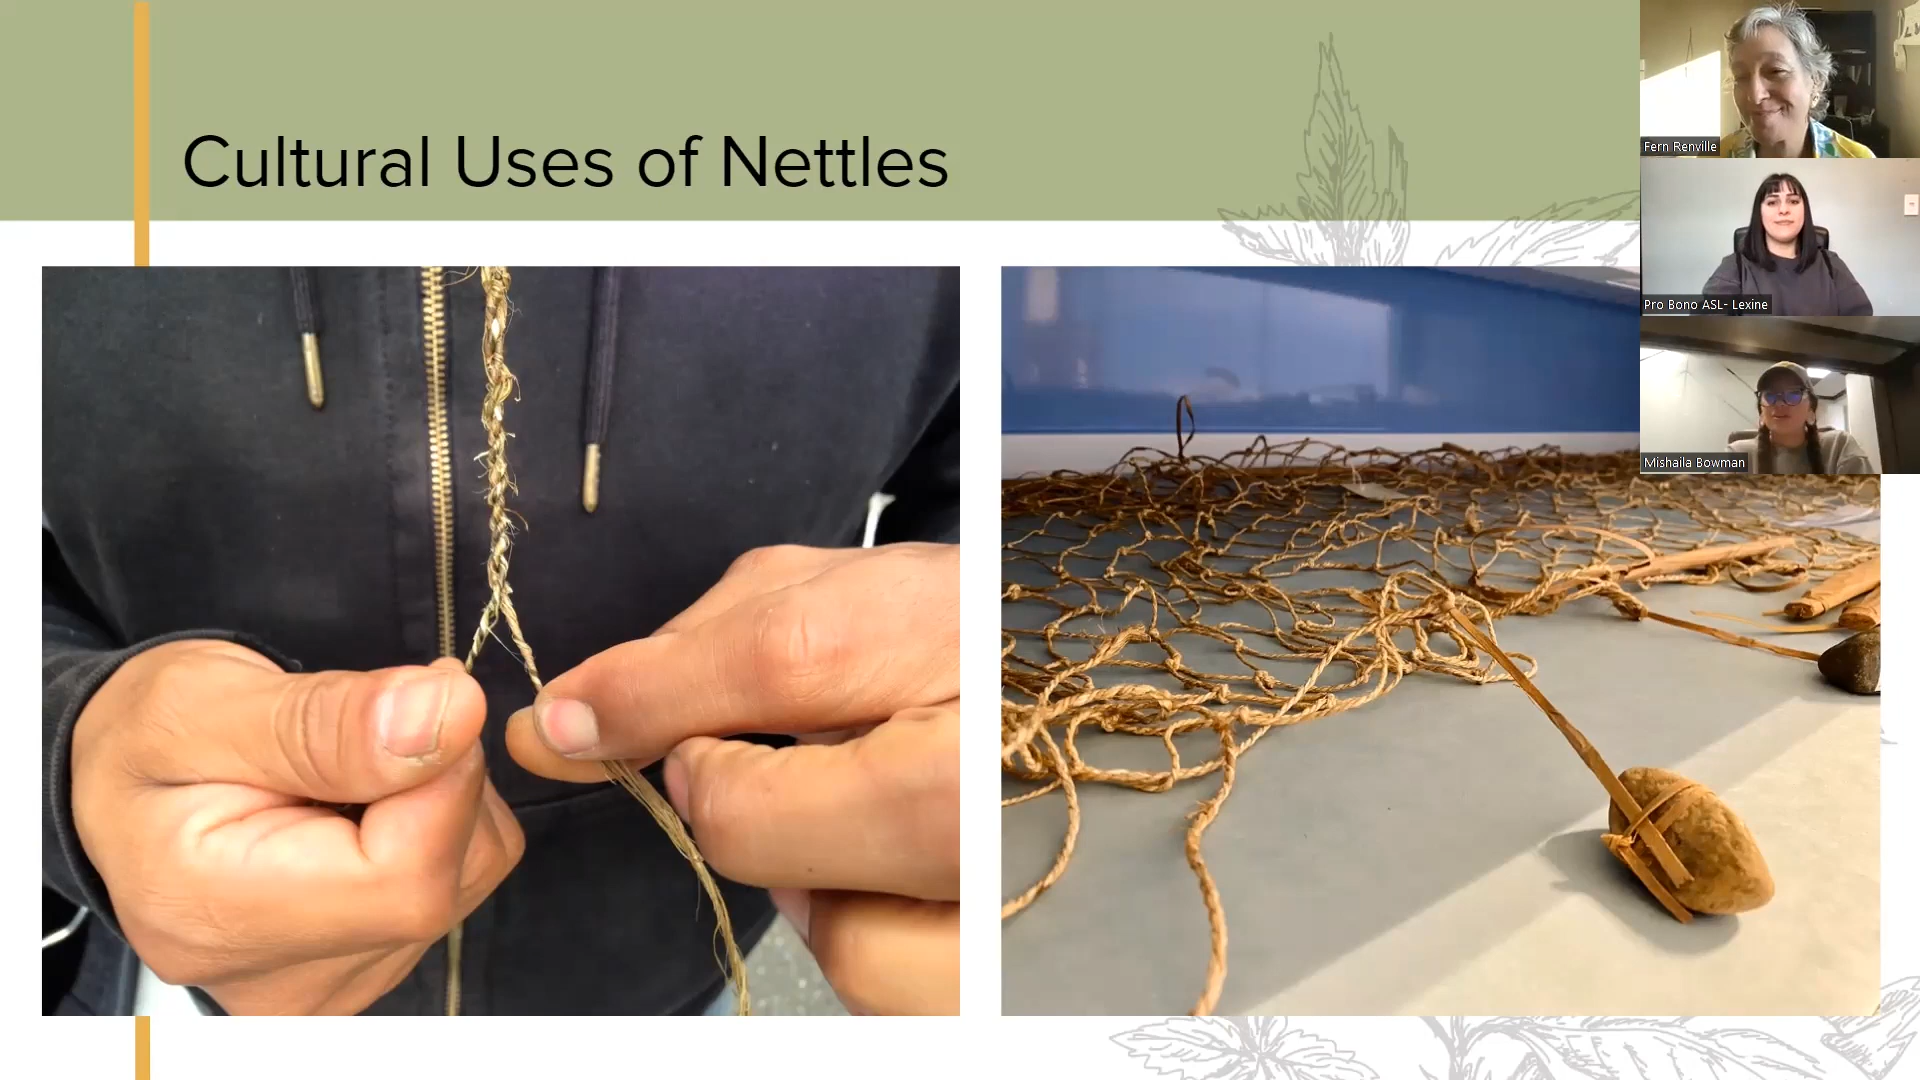 Cultural Uses of Nettles
Fern Renville
Pro Bono ASL- Lexine
Mishaila Bowman